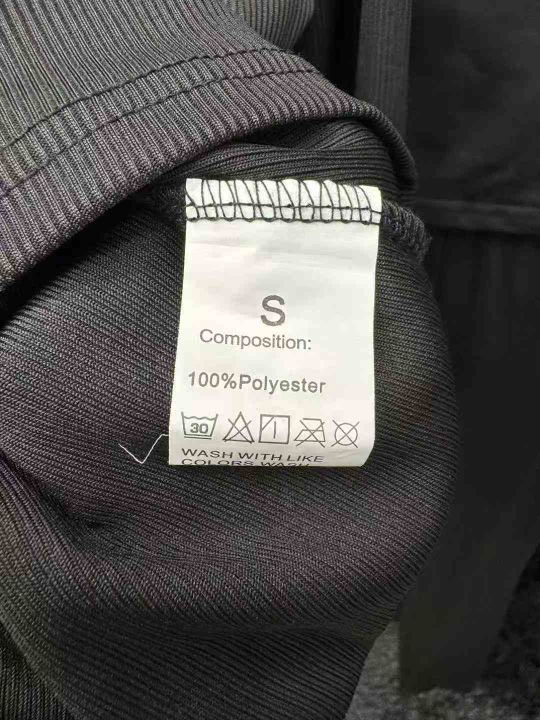 S
Composition:
100%Polyester
30
WASH WITH LIKE
COLORS WASH